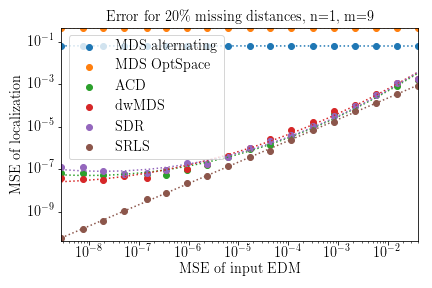 Error for 20% missing distances, n=1, m=9
MSE of localization
10⁻¹
10⁻³
10⁻⁵
10⁻⁷
10⁻⁹
MDS alternating
MDS OptSpace
ACD
dwMDS
SDR
SRLS
10⁻⁸ 10⁻⁷ 10⁻⁶ 10⁻⁵ 10⁻⁴ 10⁻³ 10⁻²
MSE of input EDM